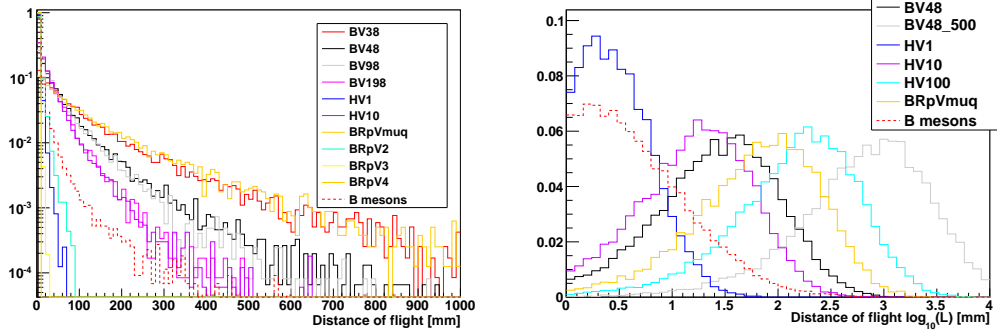 1
10⁻¹
10⁻²
10⁻³
10⁻⁴
0 100 200 300 400 500 600 700 800 900 1000
Distance of flight [mm]
BV38
BV48
BV98
BV198
HV1
HV10
BRpVmuq
BRpV2
BRpV3
BRpV4
B mesons
0.1
0.08
0.06
0.04
0.02
0
0 0.5 1 1.5 2 2.5 3 3.5 4
Distance of flight log₁₀(L) [mm]
BV48
BV48_500
HV1
HV10
HV100
BRpVmuq
B mesons